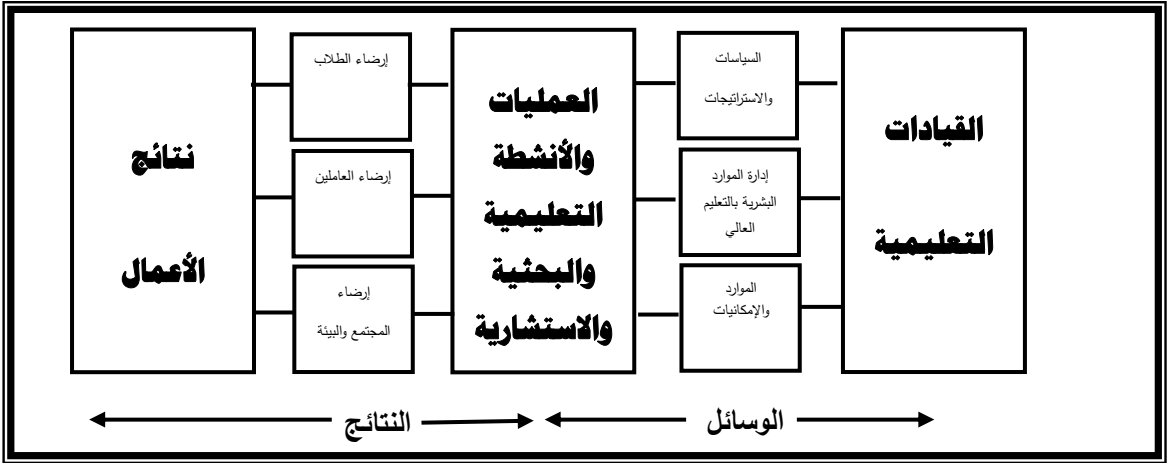 القيادات
التعليمية
السياسات
والاستراتيجات
إدارة الموارد
البشرية بالتعليم
العالي
الموارد
والإمكانيات
العمليات
والأنشطة
التعليمية
والبحثية
والاستشارية
إرضاء الطلاب
إرضاء العاملين
إرضاء
المجتمع والبيئة
نتائج
الأعمال
الوسائل
النتائج